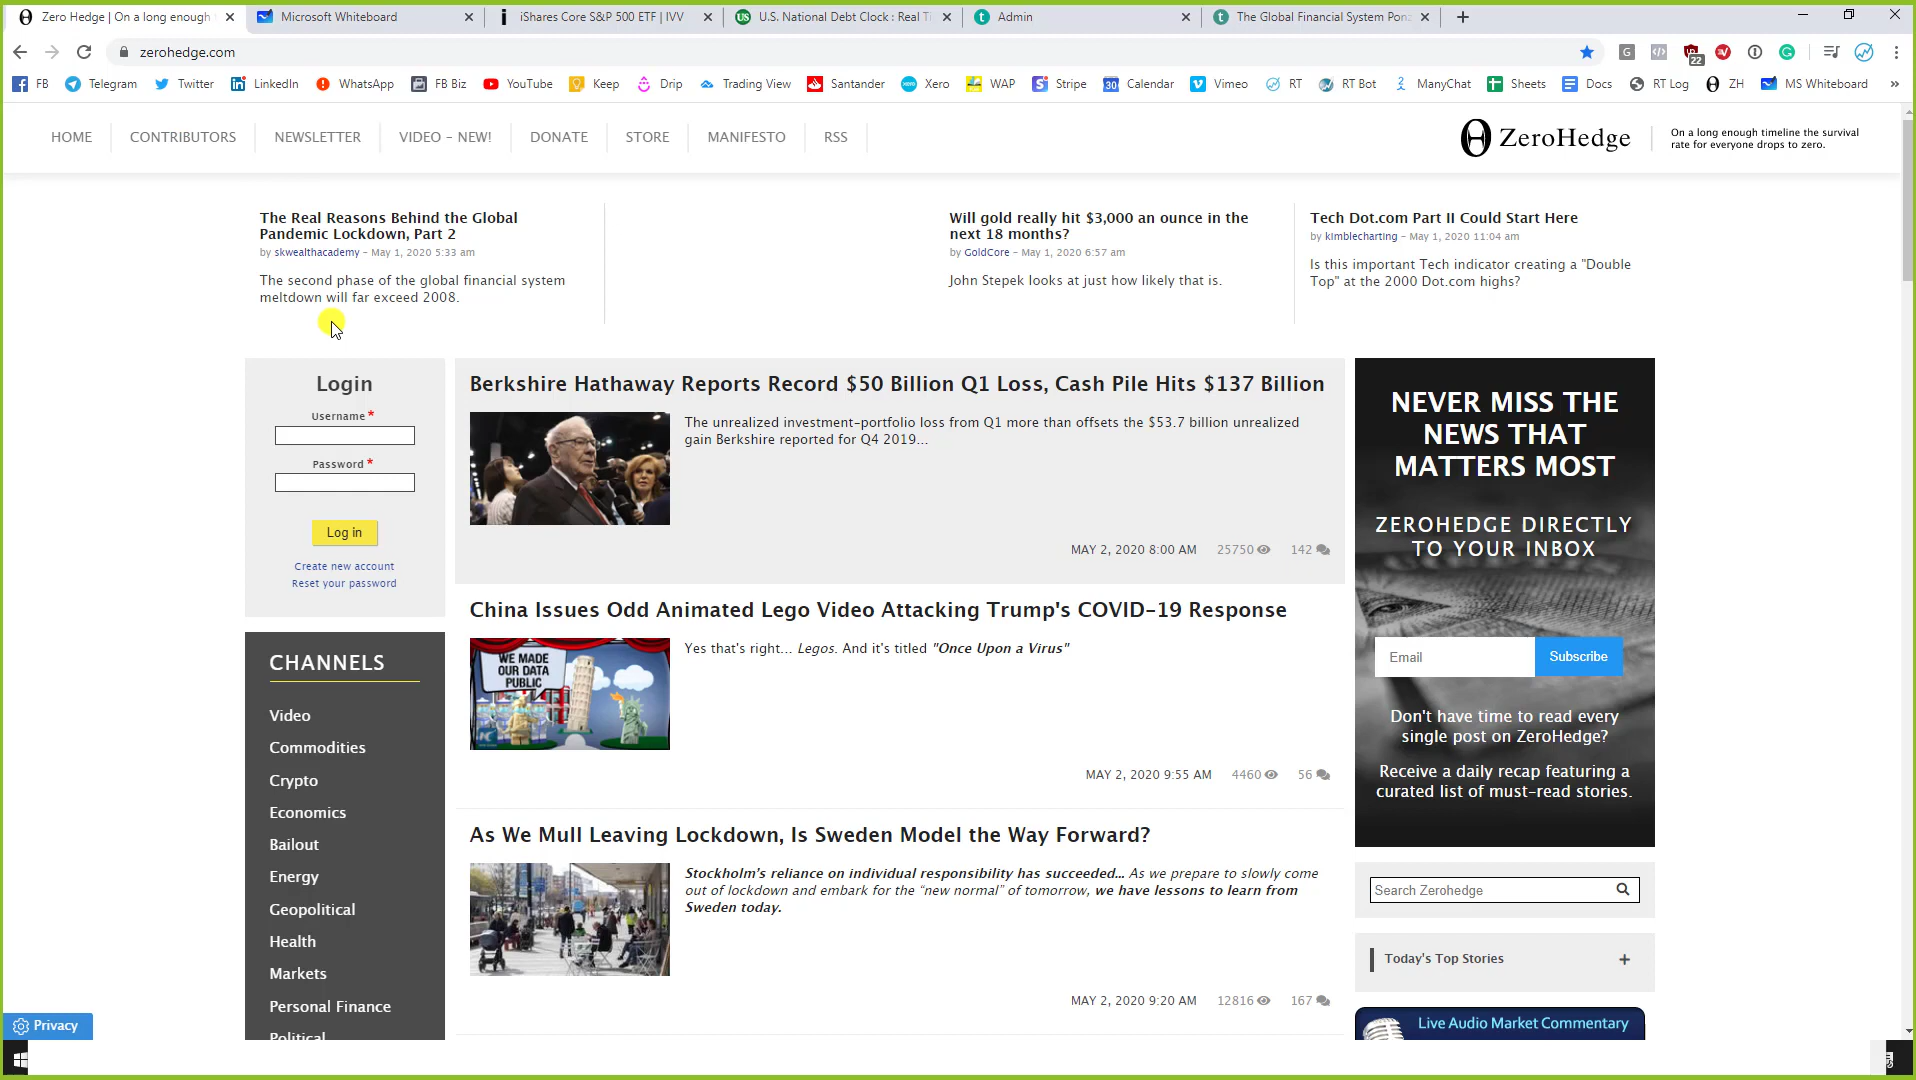 Zero Hedge | On a long enough
Microsoft Whiteboard
iShares Core S&P 500 ETF | IVV
U.S. National Debt Clock : Real Ti
Admin
The Global Financial System Ponz
zerohedge.com
22
FB
Telegram
Twitter
LinkedIn
WhatsApp
FB Biz
YouTube
Keep
Drip
Trading View
Santander
Xero
WAP
Stripe
Calendar
Vimeo
RT
RT Bot
ManyChat
Sheets
Docs
RT Log
ZH
MS Whiteboard
HOME
CONTRIBUTORS
NEWSLETTER
VIDEO – NEW!
DONATE
STORE
MANIFESTO
RSS
ZeroHedge
On a long enough timeline the survival
rate for everyone drops to zero.
The Real Reasons Behind the Global
Pandemic Lockdown, Part 2
by skwealthacademy – May 1, 2020 5:33 am
The second phase of the global financial system
meltdown will far exceed 2008.
Will gold really hit $3,000 an ounce in the
next 18 months?
by GoldCore – May 1, 2020 6:57 am
John Stepek looks at just how likely that is.
Tech Dot.com Part II Could Start Here
by kimblecharting – May 1, 2020 11:04 am
Is this important Tech indicator creating a "Double
Top" at the 2000 Dot.com highs?
Login
Username *
Password *
Log in
Create new account
Reset your password
CHANNELS
Video
Commodities
Crypto
Economics
Bailout
Energy
Geopolitical
Health
Markets
Personal Finance
Political
Berkshire Hathaway Reports Record $50 Billion Q1 Loss, Cash Pile Hits $137 Billion
The unrealized investment-portfolio loss from Q1 more than offsets the $53.7 billion unrealized
gain Berkshire reported for Q4 2019...
MAY 2, 2020 8:00 AM 25750 142
China Issues Odd Animated Lego Video Attacking Trump's COVID-19 Response
WE MADE
OUR DATA
PUBLIC
Yes that's right... Legos. And it's titled "Once Upon a Virus"
MAY 2, 2020 9:55 AM 4460 56
As We Mull Leaving Lockdown, Is Sweden Model the Way Forward?
Stockholm's reliance on individual responsibility has succeeded... As we prepare to slowly come
out of lockdown and embark for the “new normal” of tomorrow, we have lessons to learn from
Sweden today.
MAY 2, 2020 9:20 AM 12816 167
NEVER MISS THE
NEWS THAT
MATTERS MOST
ZEROHEDGE DIRECTLY
TO YOUR INBOX
Email
Subscribe
Don't have time to read every
single post on ZeroHedge?
Receive a daily recap featuring a
curated list of must-read stories.
Search Zerohedge
Today's Top Stories +
Live Audio Market Commentary
Privacy